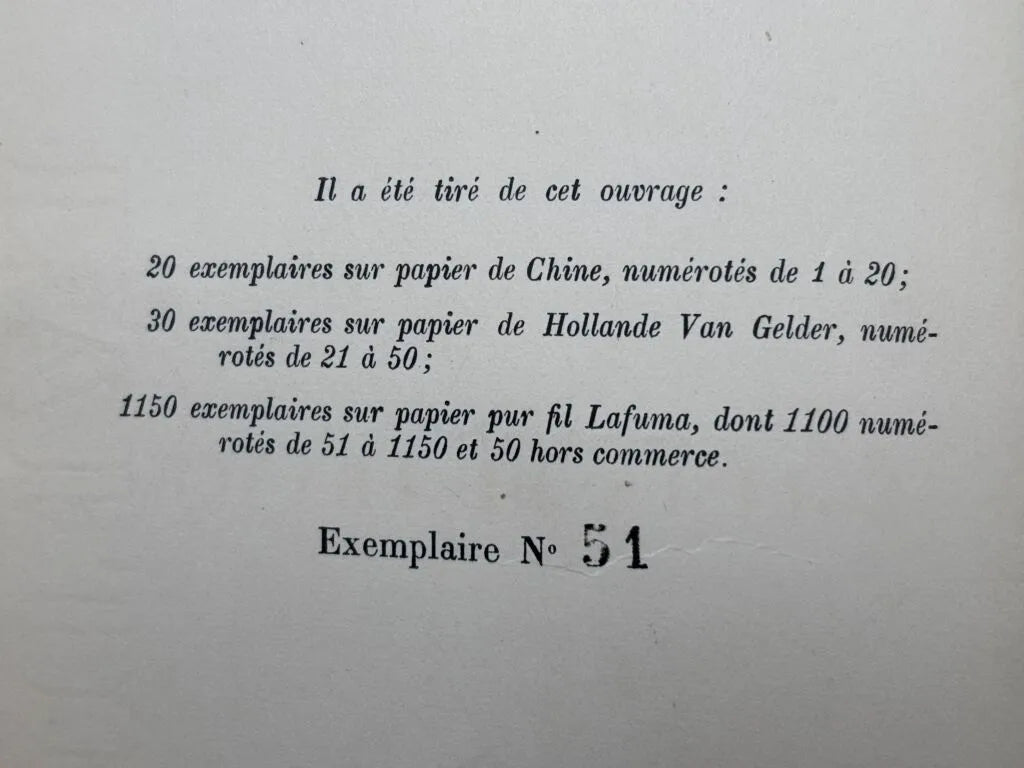 Il a été tiré de cet ouvrage :
20 exemplaires sur papier de Chine, numérotés de 1 à 20;
30 exemplaires sur papier de Hollande Van Gelder, numé-
rotés de 21 à 50;
1150 exemplaires sur papier pur fil Lafuma, dont 1100 numé-
rotés de 51 à 1150 et 50 hors commerce.
Exemplaire Nº 51